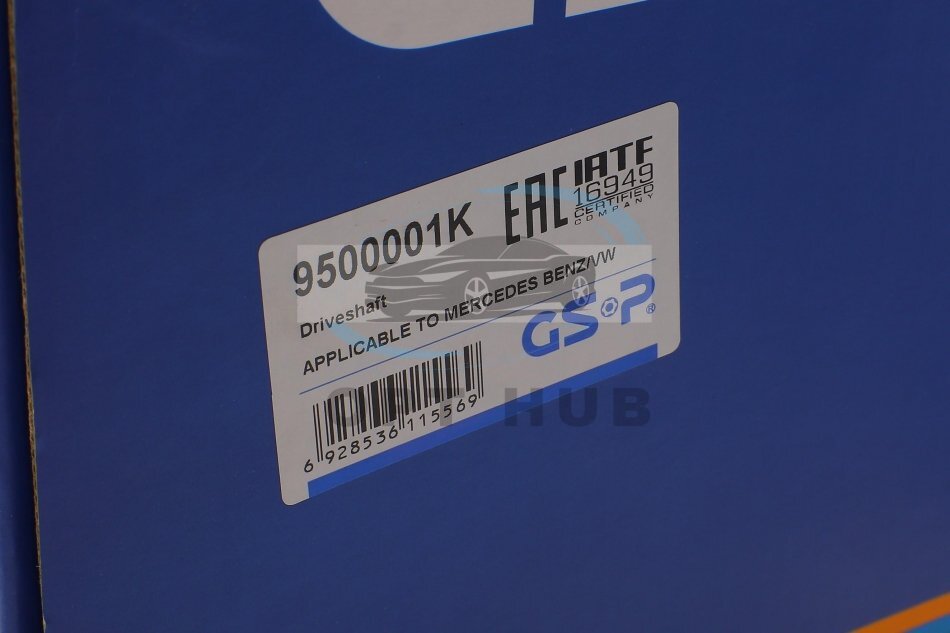 9500001K
EAC
IATF
16949
CERTIFIED
COMPANY
Driveshaft
APPLICABLE TO MERCEDES BENZ/VW
GSP®
6 928536 115569
HUB